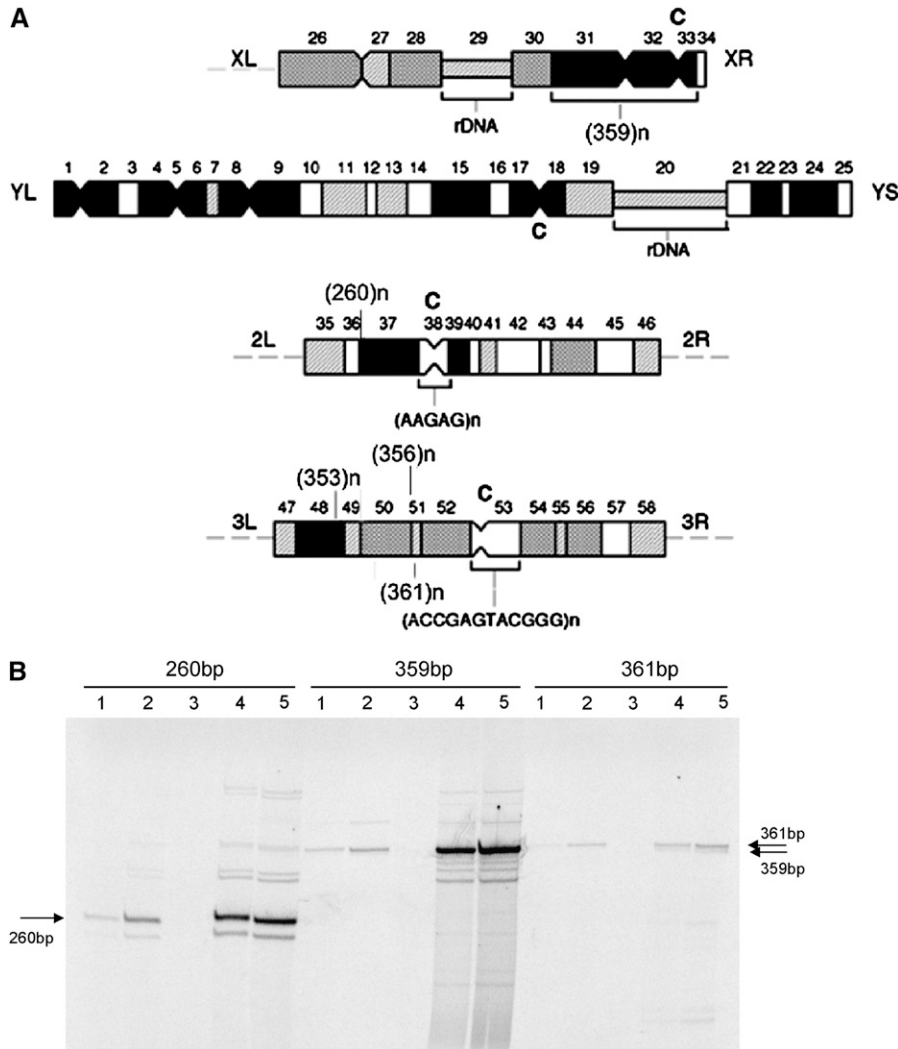 A
C
26 27 28 29 30 31 32 33 34
XL XR
rDNA
(359)n
1 2 3 4 5 6 7 8 9 10 11 12 13 14 15 16 17 18 19 20 21 22 23 24 25
YL YS
C
rDNA
(260)n
C
35 36 37 38 39 40 41 42 43 44 45 46
2L 2R
(AAGAG)n
(356)n
(353)n
C
47 48 49 50 51 52 53 54 55 56 57 58
3L 3R
(361)n
(ACCGAGTACGGG)n
B
260bp 359bp 361bp
1 2 3 4 5 1 2 3 4 5 1 2 3 4 5
361bp
359bp
260bp